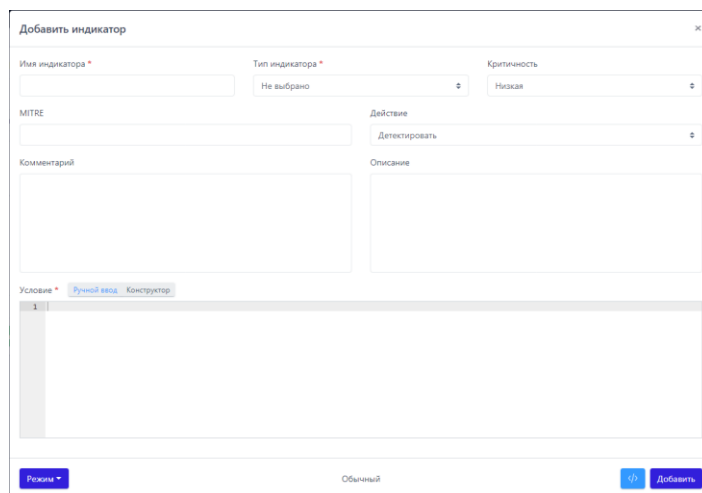 Добавить индикатор ×
Имя индикатора * Тип индикатора * Критичность
Не выбрано Низкая
MITRE Действие
Детектировать
Комментарий Описание
Условие * Ручной ввод Конструктор
1
Режим Обычный </> Добавить